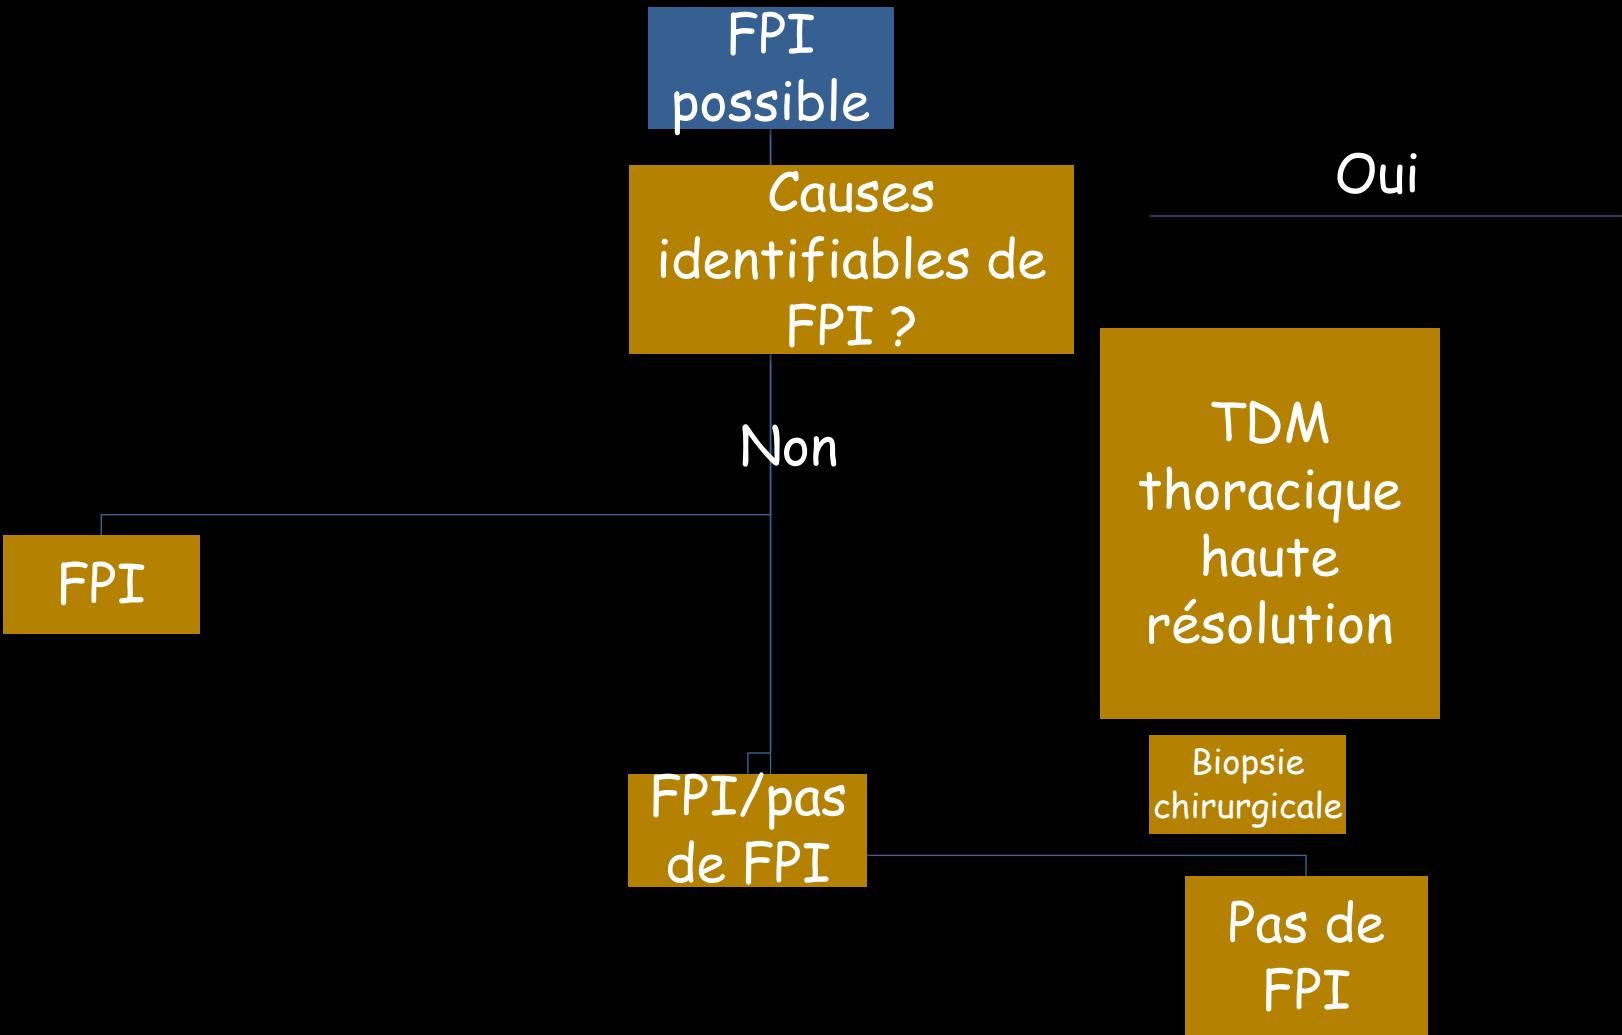 FPI
possible
Causes
identifiables de
FPI ?
Oui
TDM
thoracique
haute
résolution
Non
FPI
Biopsie
chirurgicale
FPI/pas
de FPI
Pas de
FPI